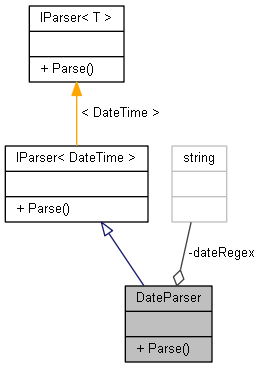 IParser< T >
+ Parse()
< DateTime >
IParser< DateTime >
+ Parse()
string
-dateRegex
DateParser
+ Parse()